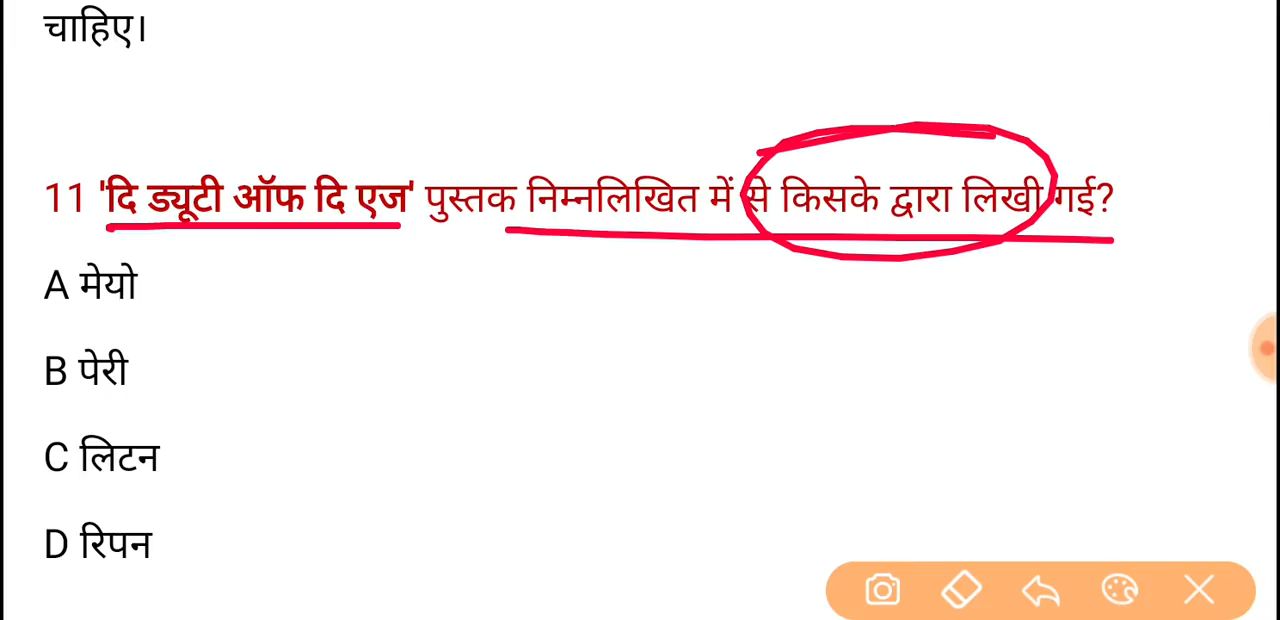 चाहिए।
11 'दि ड्यूटी ऑफ दि एज' पुस्तक निम्नलिखित में से किसके द्वारा लिखी गई?
A मेयो
B पेरी
C लिटन
D रिपन